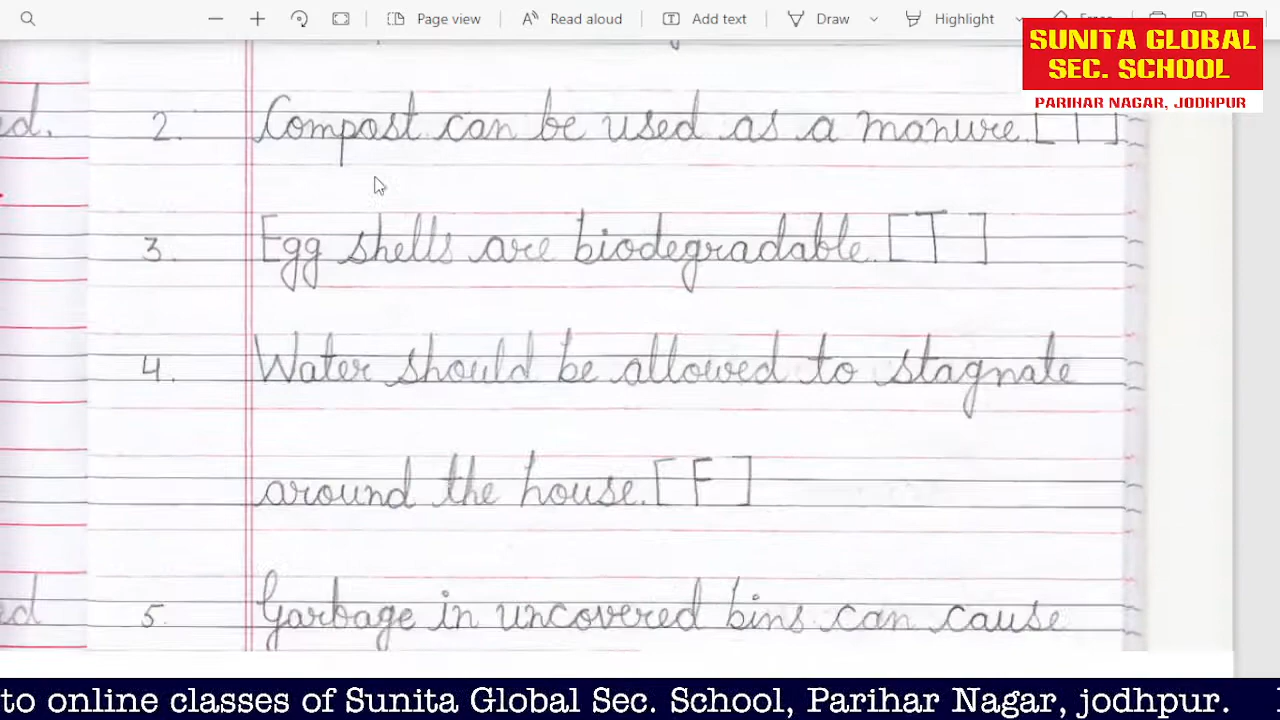 Page view
Read aloud
Add text
Draw
Highlight
SUNITA GLOBAL
SEC. SCHOOL
PARIHAR NAGAR, JODHPUR
ed.
2. Compost can be used as a manure. [T]
3. Egg shells are biodegradable. [T]
4. Water should be allowed to stagnate
around the house. [F]
ed
5. Garbage in uncovered bins can cause
to online classes of Sunita Global Sec. School, Parihar Nagar, jodhpur.